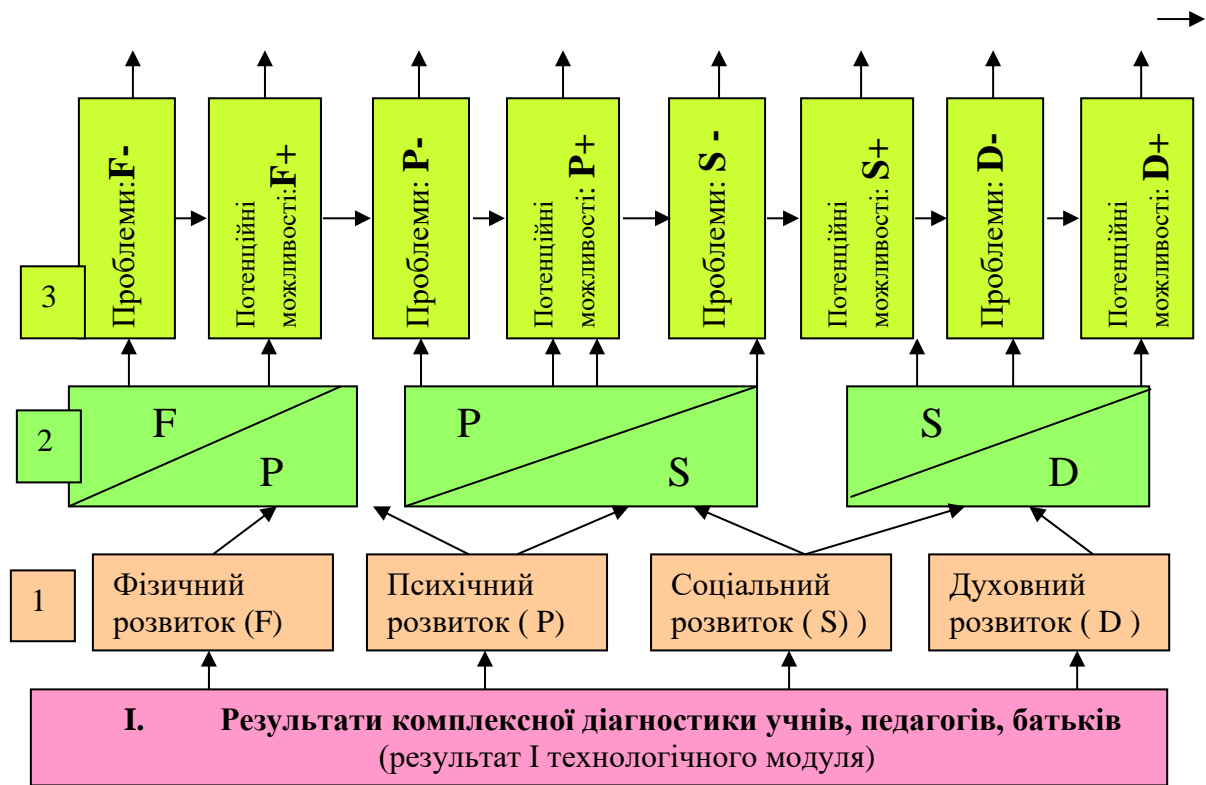 Проблеми:F-
Потенційні
можливості:F+
Проблеми: P-
Потенційні
можливості: P+
Проблеми: S -
Потенційні
можливості: S+
Проблеми: D-
Потенційні
можливості: D+
3
2
F
P
P
S
S
D
1
Фізичний
розвиток (F)
Психічний
розвиток ( P)
Соціальний
розвиток ( S) )
Духовний
розвиток ( D )
I. Результати комплексної діагностики учнів, педагогів, батьків
(результат І технологічного модуля)